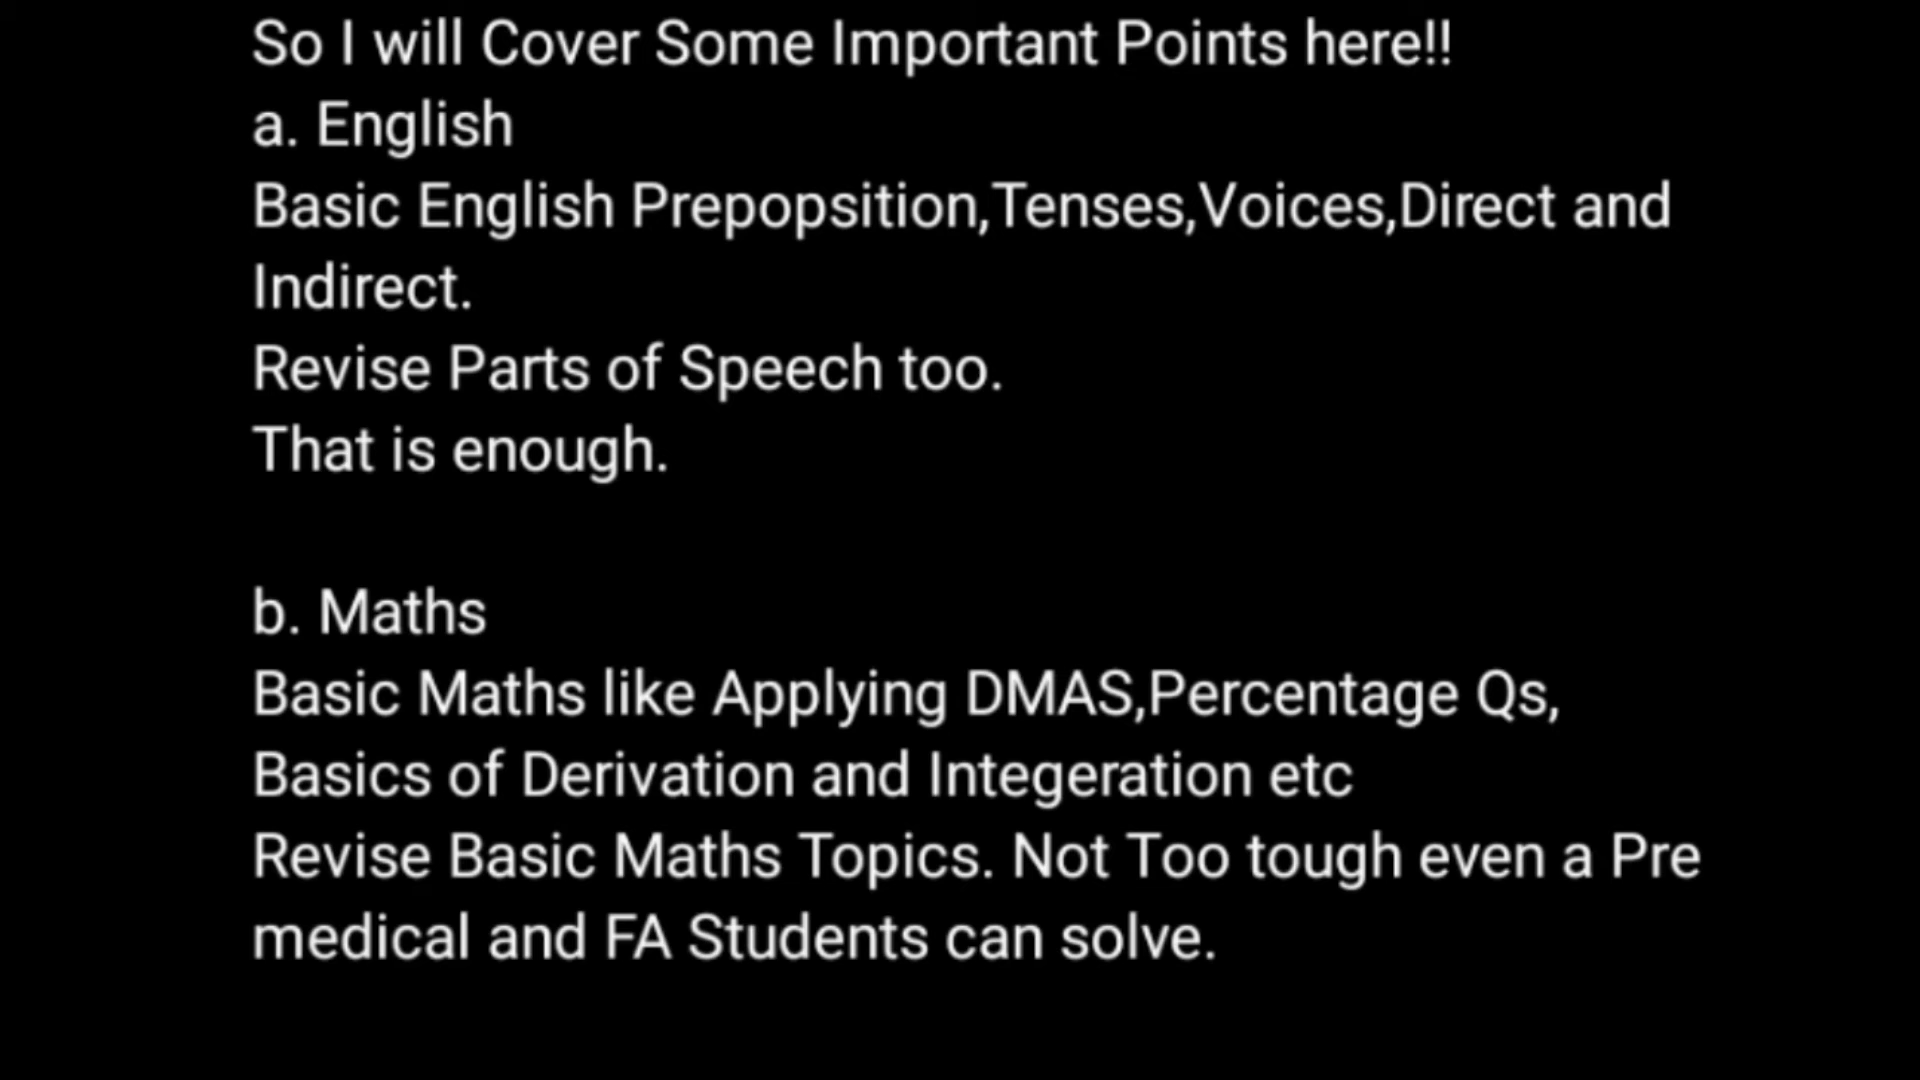 So I will Cover Some Important Points here!!
a. English
Basic English Prepopsition,Tenses,Voices,Direct and
Indirect.
Revise Parts of Speech too.
That is enough.
b. Maths
Basic Maths like Applying DMAS,Percentage Qs,
Basics of Derivation and Integeration etc
Revise Basic Maths Topics. Not Too tough even a Pre
medical and FA Students can solve.